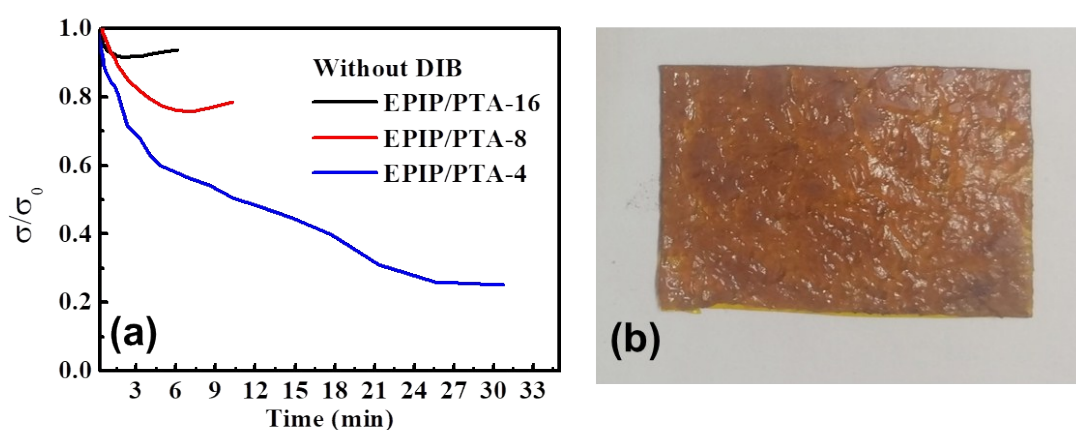 1.0
0.8
0.6
0.4
0.2
0.0
σ/σ0
Without DIB
EPIP/PTA-16
EPIP/PTA-8
EPIP/PTA-4
(a)
3 6 9 12 15 18 21 24 27 30 33
Time (min)
(b)